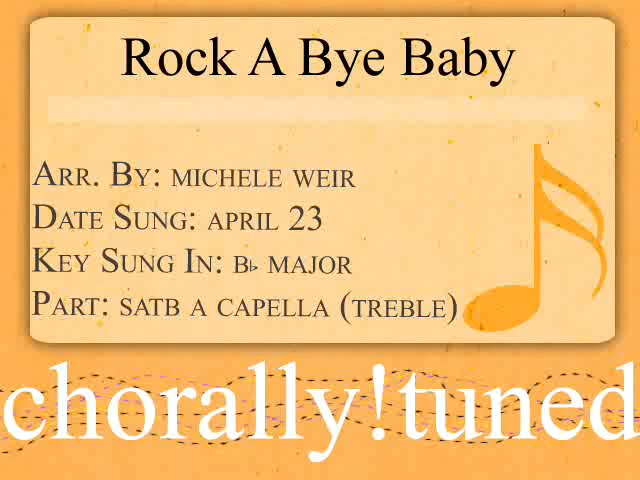 Rock A Bye Baby
Arr. By: michele weir
Date Sung: april 23
Key Sung In: B♭ major
Part: satb a capella (treble)
chorally!tuned